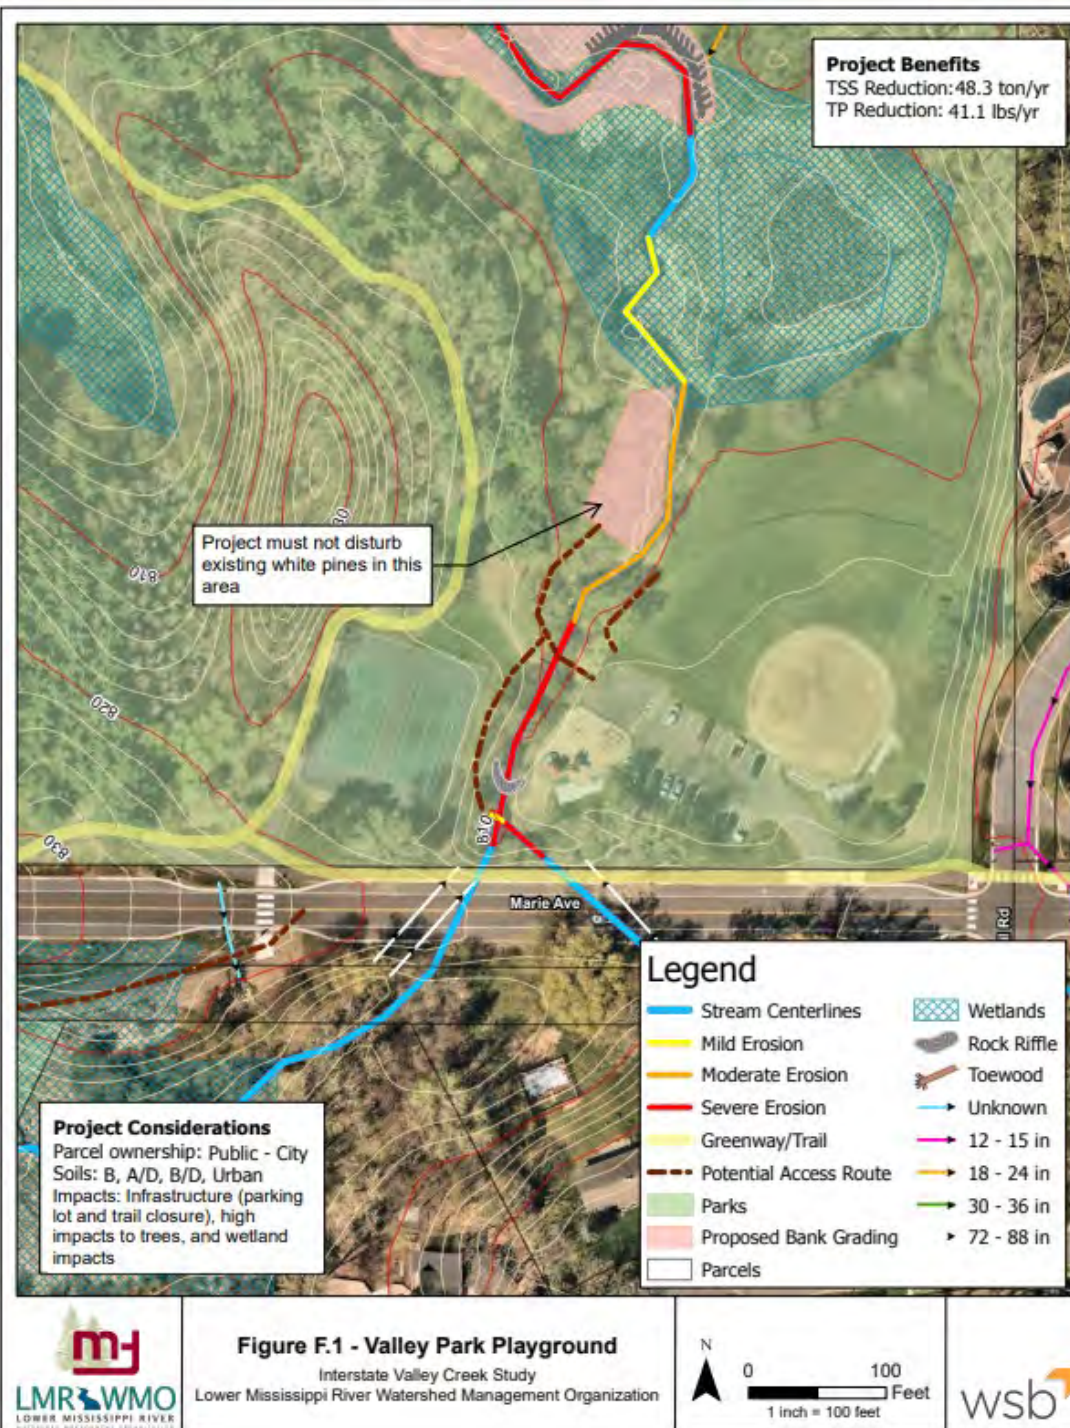 Project Benefits
TSS Reduction: 48.3 ton/yr
TP Reduction: 41.1 lbs/yr
Project must not disturb
existing white pines in this
area
30
810
820
830
810
Marie Ave
Rd
Legend
Stream Centerlines
Mild Erosion
Moderate Erosion
Severe Erosion
Greenway/Trail
Potential Access Route
Parks
Proposed Bank Grading
Parcels
Wetlands
Rock Riffle
Toewood
Unknown
12 - 15 in
18 - 24 in
30 - 36 in
72 - 88 in
Project Considerations
Parcel ownership: Public - City
Soils: B, A/D, B/D, Urban
Impacts: Infrastructure (parking
lot and trail closure), high
impacts to trees, and wetland
impacts
LMRWMO
LOWER MISSISSIPPI RIVER
Figure F.1 - Valley Park Playground
Interstate Valley Creek Study
Lower Mississippi River Watershed Management Organization
N
0 100
Feet
1 inch = 100 feet
wsb